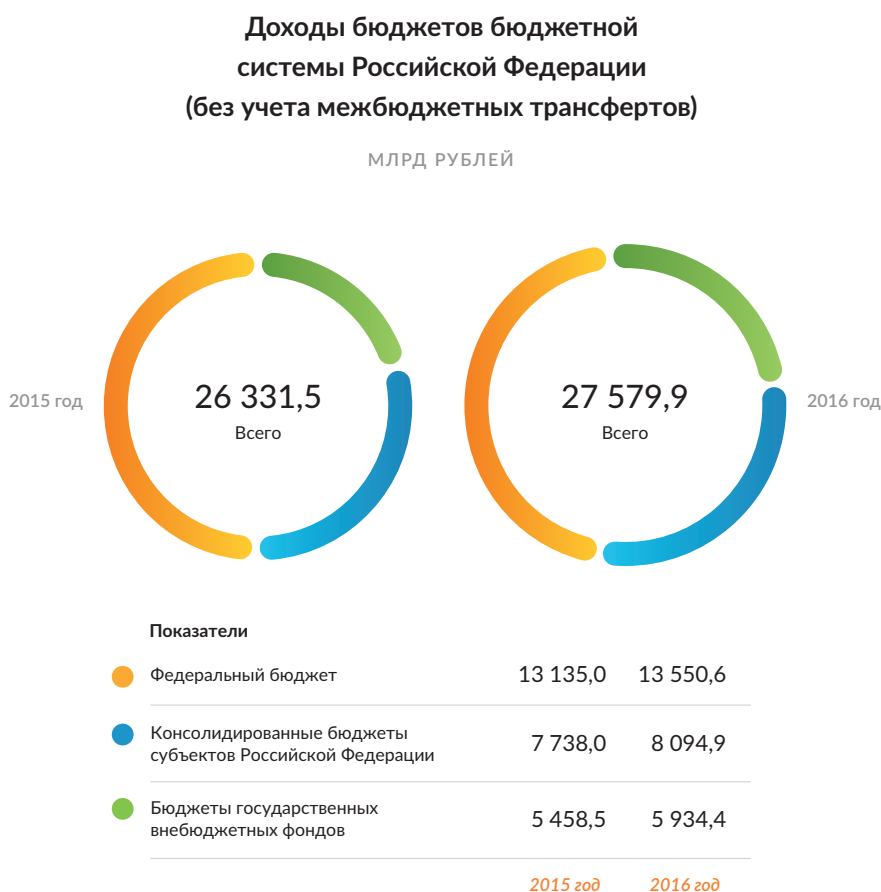 Доходы бюджетов бюджетной
системы Российской Федерации
(без учета межбюджетных трансфертов)
МЛРД РУБЛЕЙ
2015 год
26 331,5
Всего
27 579,9
Всего
2016 год
Показатели
Федеральный бюджет 13 135,0 13 550,6
Консолидированные бюджеты
субъектов Российской Федерации 7 738,0 8 094,9
Бюджеты государственных
внебюджетных фондов 5 458,5 5 934,4
2015 год 2016 год